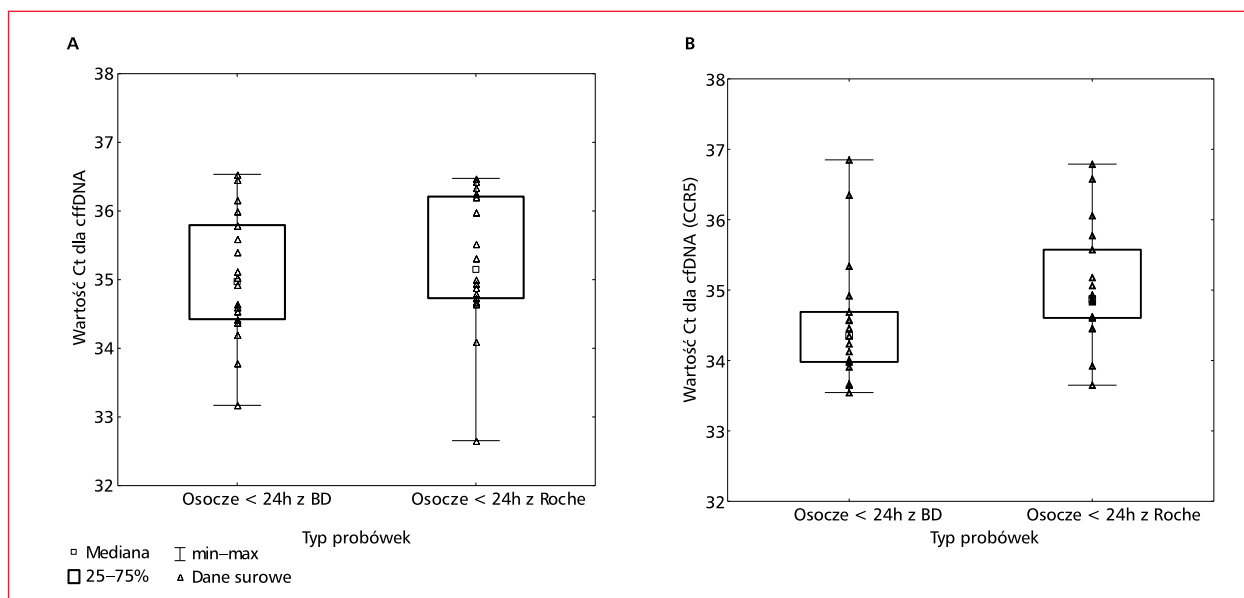 A
Wartość Ct dla cffDNA
38
37
36
35
34
33
32
Osocze < 24h z BD
Osocze < 24h z Roche
Typ probówek
Mediana
min–max
25–75%
Dane surowe
B
Wartość Ct dla cfDNA (CCR5)
38
37
36
35
34
33
32
Osocze < 24h z BD
Osocze < 24h z Roche
Typ probówek